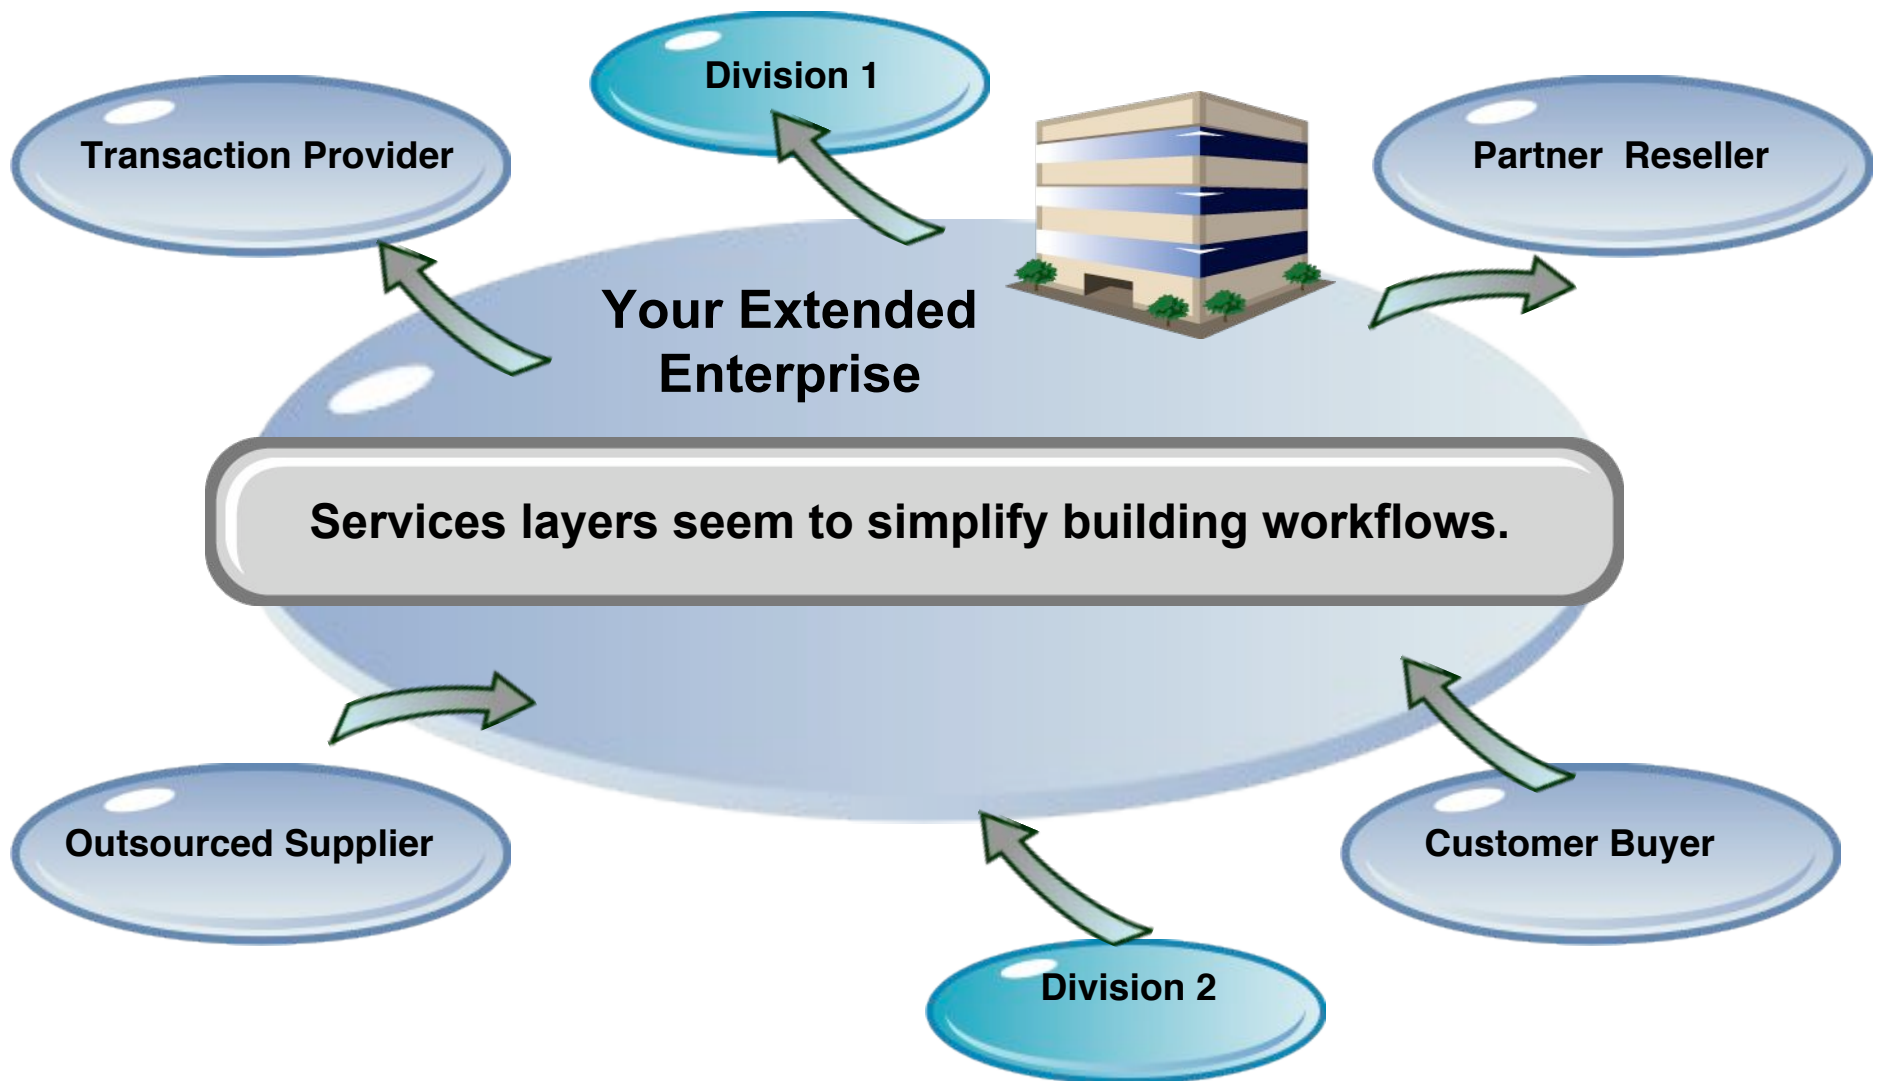 Division 1
Transaction Provider
Partner  Reseller
Your Extended
Enterprise
Services layers seem to simplify building workflows.
Outsourced Supplier
Customer Buyer
Division 2